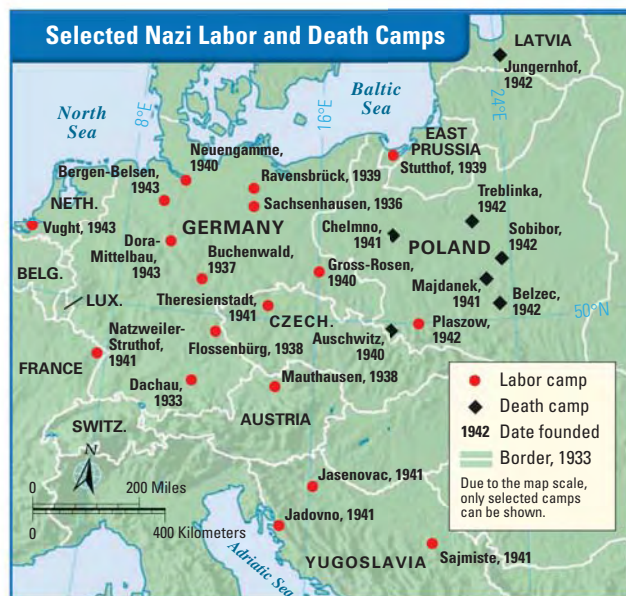 Selected Nazi Labor and Death Camps
LATVIA
Jungernhof,
1942
24°E
Baltic
Sea
16°E
North
Sea
8°E
EAST
PRUSSIA
Stutthof, 1939
Neuengamme,
1940
Bergen-Belsen,
1943
Ravensbrück, 1939
Sachsenhausen, 1936
Treblinka,
1942
NETH.
Vught, 1943
GERMANY
Chelmno,
1941
POLAND
Sobibor,
1942
Dora-
Mittelbau,
1943
Buchenwald,
1937
Gross-Rosen,
1940
Majdanek,
1941
Belzec,
1942
BELG.
LUX.
Theresienstadt,
1941
CZECH.
50°N
Natzweiler-
Struthof,
1941
Flossenbürg, 1938
Auschwitz,
1940
Plaszow,
1942
FRANCE
Dachau,
1933
Mauthausen, 1938
AUSTRIA
SWITZ.
N
0 200 Miles
0 400 Kilometers
Jasenovac, 1941
Jadovno, 1941
Adriatic Sea
YUGOSLAVIA
Sajmiste, 1941
Labor camp
Death camp
1942 Date founded
Border, 1933
Due to the map scale,
only selected camps
can be shown.